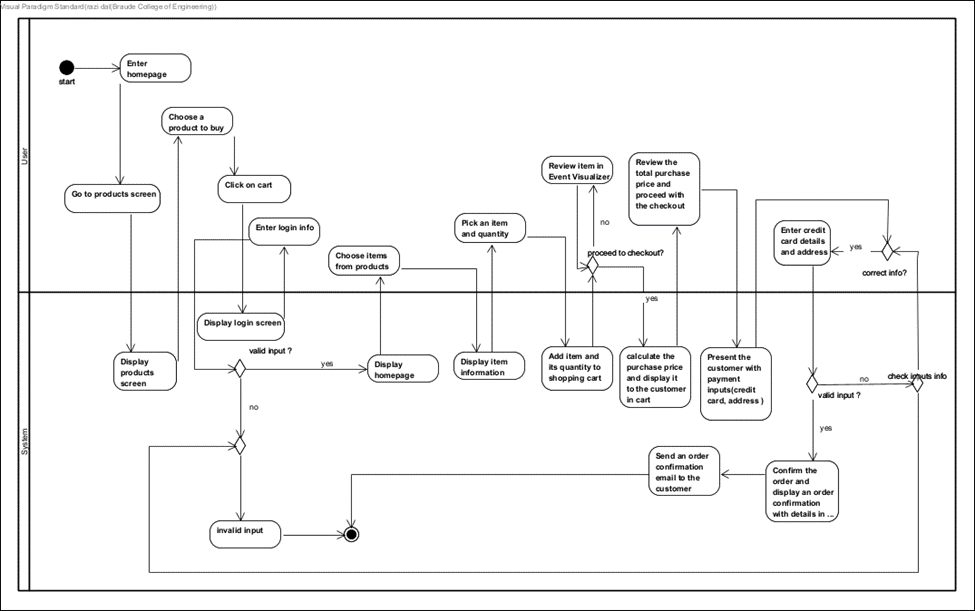 Visual Paradigm Standard(razi dal(Braude College of Engineering))
User
start
Enter
homepage
Choose a
product to buy
Go to products screen
Click on cart
Enter login info
Choose items
from products
Pick an item
and quantity
Review item in
Event Visualizer
no
proceed to checkout?
Review the
total purchase
price and
proceed with
the checkout
Enter credit
card details
and address
yes
correct info?
System
yes
Display login screen
Display
products
screen
valid input ?
yes
no
Display
homepage
Display item
information
Add item and
its quantity to
shopping cart
calculate the
purchase price
and display it
to the customer
in cart
Present the
customer with
payment
inputs(credit
card, address )
no
check inputs info
valid input ?
yes
Send an order
confirmation
email to the
customer
Confirm the
order and
display an order
confirmation
with details in ...
invalid input